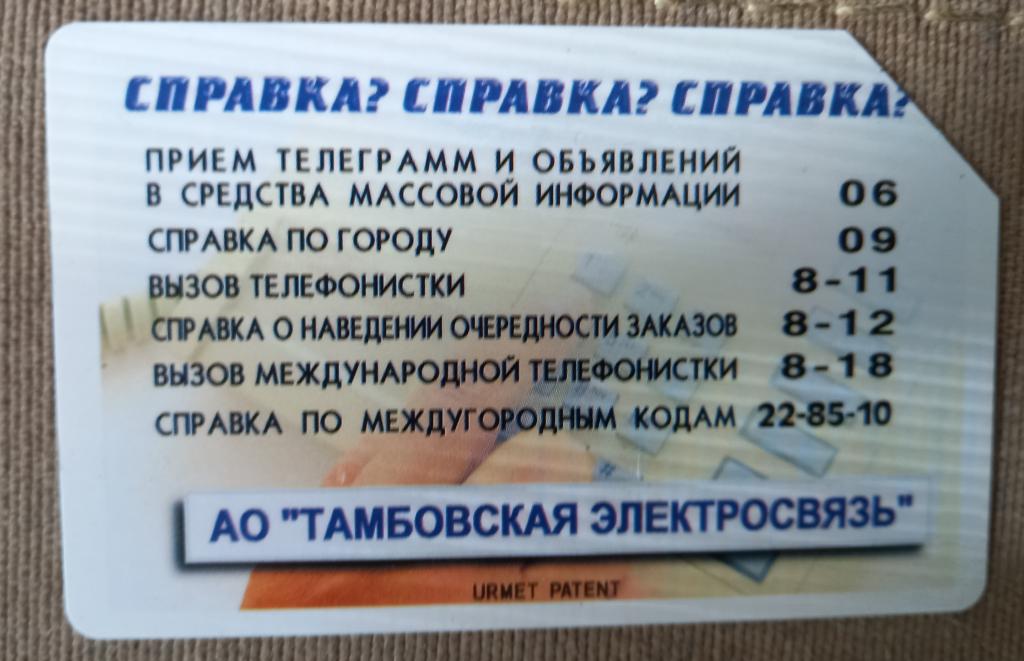 СПРАВКА? СПРАВКА? СПРАВКА?
ПРИЕМ ТЕЛЕГРАММ И ОБЪЯВЛЕНИЙ
В СРЕДСТВА МАССОВОЙ ИНФОРМАЦИИ 06
СПРАВКА ПО ГОРОДУ 09
ВЫЗОВ ТЕЛЕФОНИСТКИ 8-11
СПРАВКА О НАВЕДЕНИИ ОЧЕРЕДНОСТИ ЗАКАЗОВ 8-12
ВЫЗОВ МЕЖДУНАРОДНОЙ ТЕЛЕФОНИСТКИ 8-18
СПРАВКА ПО МЕЖДУГОРОДНЫМ КОДАМ 22-85-10
АО "ТАМБОВСКАЯ ЭЛЕКТРОСВЯЗЬ"
URMET PATENT